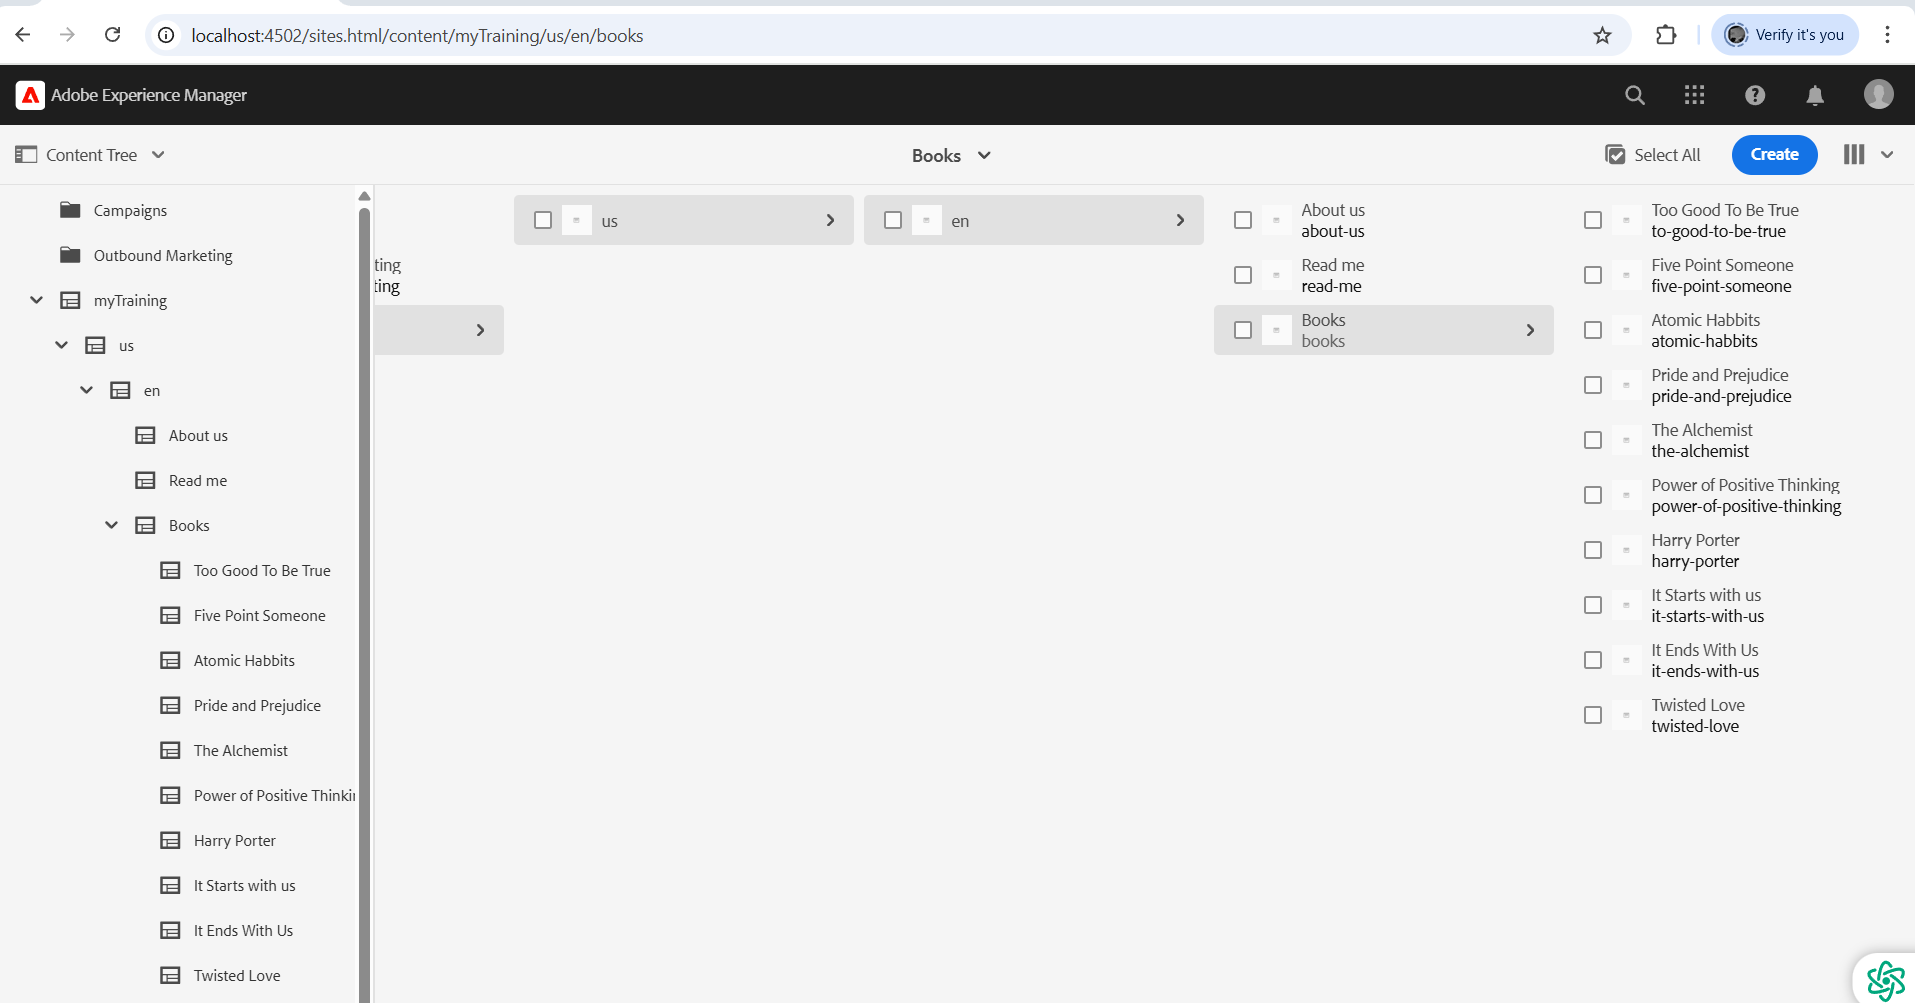 localhost:4502/sites.html/content/myTraining/us/en/books
Verify it's you
Adobe Experience Manager
Content Tree
Books
Select All
Create
Campaigns
Outbound Marketing
myTraining
us
en
About us
Read me
Books
Too Good To Be True
Five Point Someone
Atomic Habbits
Pride and Prejudice
The Alchemist
Power of Positive Thinkin
Harry Porter
It Starts with us
It Ends With Us
Twisted Love
ting
ting
us
en
About us
about-us
Read me
read-me
Books
books
Too Good To Be True
to-good-to-be-true
Five Point Someone
five-point-someone
Atomic Habbits
atomic-habbits
Pride and Prejudice
pride-and-prejudice
The Alchemist
the-alchemist
Power of Positive Thinking
power-of-positive-thinking
Harry Porter
harry-porter
It Starts with us
it-starts-with-us
It Ends With Us
it-ends-with-us
Twisted Love
twisted-love